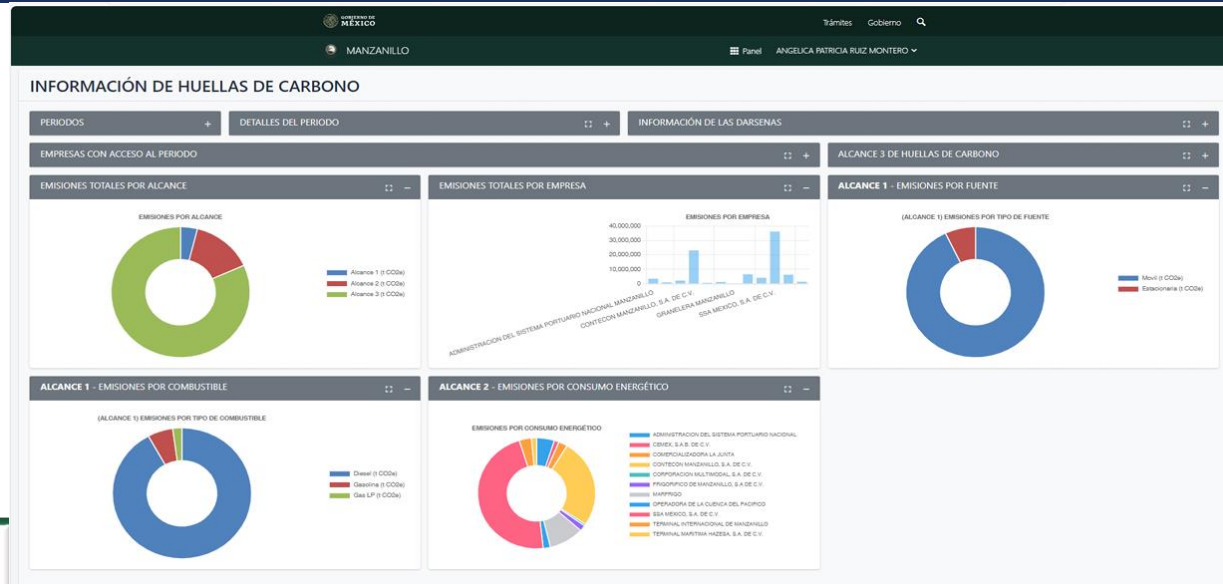 GOBIERNO DE
MÉXICO
Trámites Gobierno
MANZANILLO
Panel ANGELICA PATRICIA RUIZ MONTERO
INFORMACIÓN DE HUELLAS DE CARBONO
PERIODOS
DETALLES DEL PERIODO
INFORMACIÓN DE LAS DARSENAS
EMPRESAS CON ACCESO AL PERIODO
ALCANCE 3 DE HUELLAS DE CARBONO
EMISIONES TOTALES POR ALCANCE
EMISIONES POR ALCANCE
Alcance 1 (t CO2e)
Alcance 2 (t CO2e)
Alcance 3 (t CO2e)
EMISIONES TOTALES POR EMPRESA
EMISIONES POR EMPRESA
40,000,000
30,000,000
20,000,000
10,000,000
0
ADMINISTRACION DEL SISTEMA PORTUARIO NACIONAL MANZANILLO
CONTECON MANZANILLO, S.A. DE C.V.
GRANELERA MANZANILLO
SSA MEXICO, S.A. DE C.V.
ALCANCE 1 - EMISIONES POR FUENTE
(ALCANCE 1) EMISIONES POR TIPO DE FUENTE
Movil (t CO2e)
Estacionaria (t CO2e)
ALCANCE 1 - EMISIONES POR COMBUSTIBLE
(ALCANCE 1) EMISIONES POR TIPO DE COMBUSTIBLE
Diesel (t CO2e)
Gasolina (t CO2e)
Gas LP (t CO2e)
ALCANCE 2 - EMISIONES POR CONSUMO ENERGÉTICO
EMISIONES POR CONSUMO ENERGÉTICO
ADMINISTRACION DEL SISTEMA PORTUARIO NACIONAL
CEMEX, S.A.B. DE C.V.
COMERCIALIZADORA LA JUNTA
CONTECON MANZANILLO, S.A. DE C.V.
CORPORACION MULTIMODAL, S.A. DE C.V.
FRIGORIFICO DE MANZANILLO, S.A DE C.V.
MARFRIGO
OPERADORA DE LA CUENCA DEL PACIFICO
SSA MEXICO, S.A. DE C.V.
TERMINAL INTERNACIONAL DE MANZANILLO
TERMINAL MARITIMA HAZESA, S.A. DE C.V.